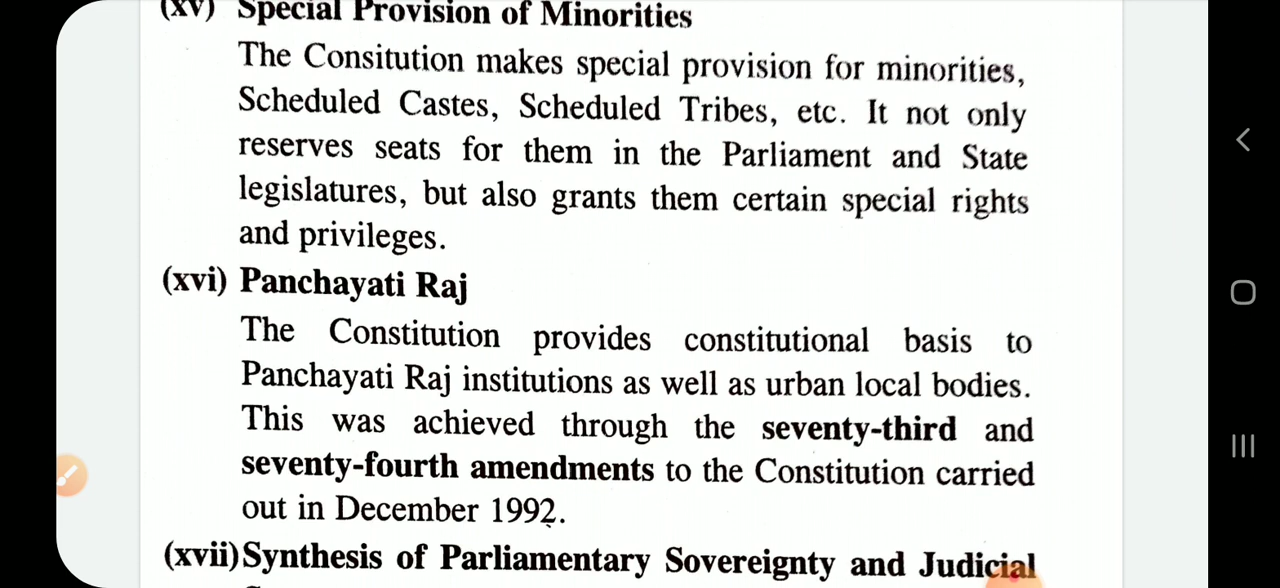 (xv) Special Provision of Minorities
The Consitution makes special provision for minorities,
Scheduled Castes, Scheduled Tribes, etc. It not only
reserves seats for them in the Parliament and State
legislatures, but also grants them certain special rights
and privileges.
(xvi) Panchayati Raj
The Constitution provides constitutional basis to
Panchayati Raj institutions as well as urban local bodies.
This was achieved through the seventy-third and
seventy-fourth amendments to the Constitution carried
out in December 1992.
(xvii) Synthesis of Parliamentary Sovereignty and Judicial